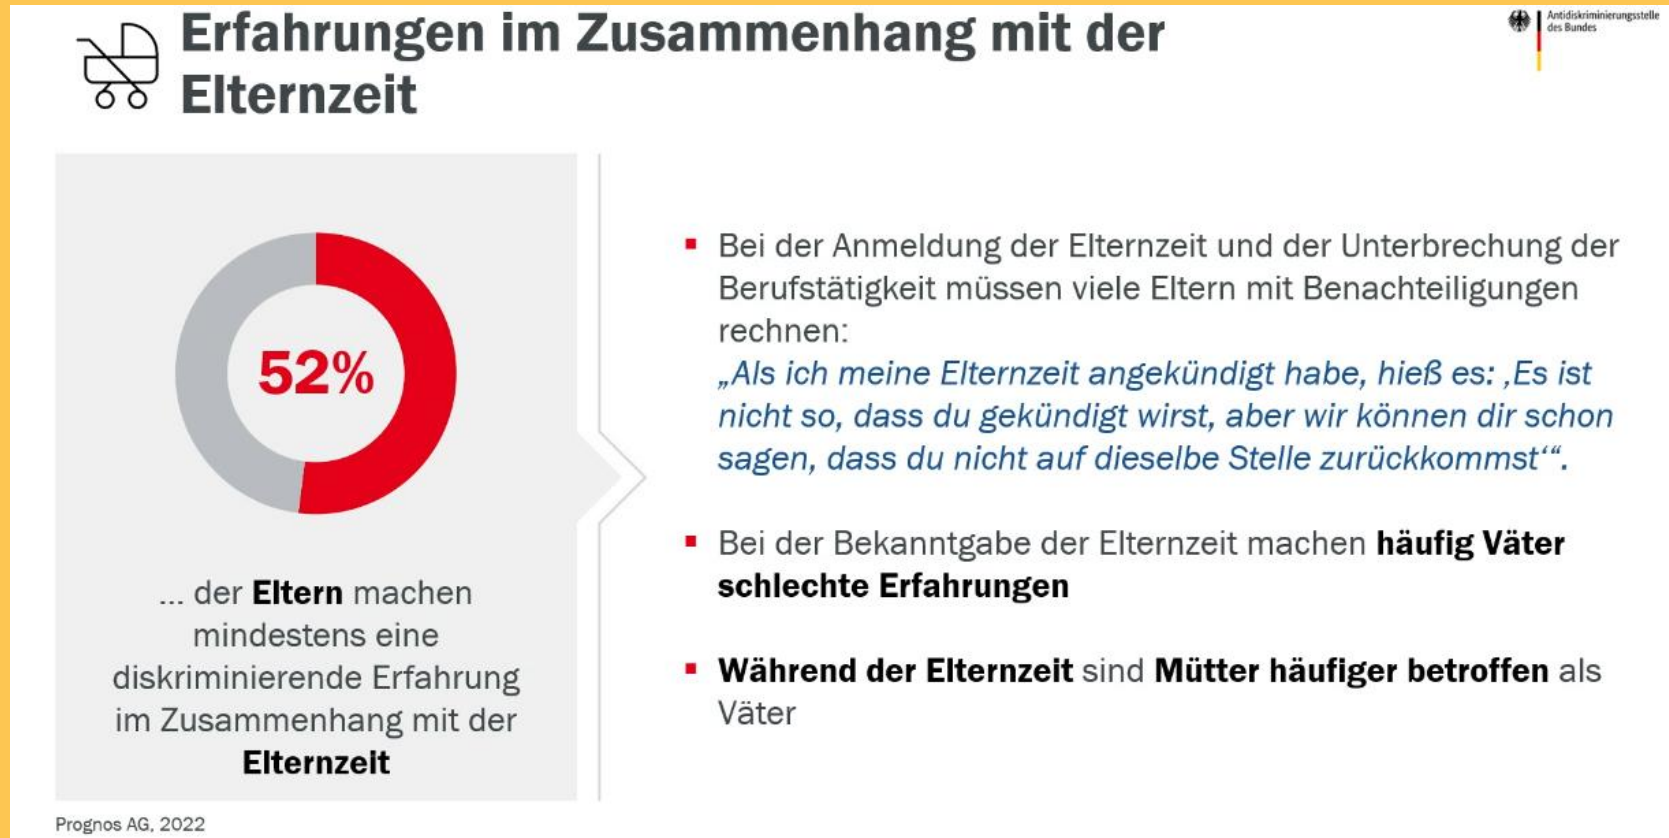 Erfahrungen im Zusammenhang mit der
Elternzeit
Antidiskriminierungsstelle
des Bundes
52%
... der Eltern machen
mindestens eine
diskriminierende Erfahrung
im Zusammenhang mit der
Elternzeit
▪ Bei der Anmeldung der Elternzeit und der Unterbrechung der
Berufstätigkeit müssen viele Eltern mit Benachteiligungen
rechnen:
„Als ich meine Elternzeit angekündigt habe, hieß es: ‚Es ist
nicht so, dass du gekündigt wirst, aber wir können dir schon
sagen, dass du nicht auf dieselbe Stelle zurückkommst‘“.
▪ Bei der Bekanntgabe der Elternzeit machen häufig Väter
schlechte Erfahrungen
▪ Während der Elternzeit sind Mütter häufiger betroffen als
Väter
Prognos AG, 2022